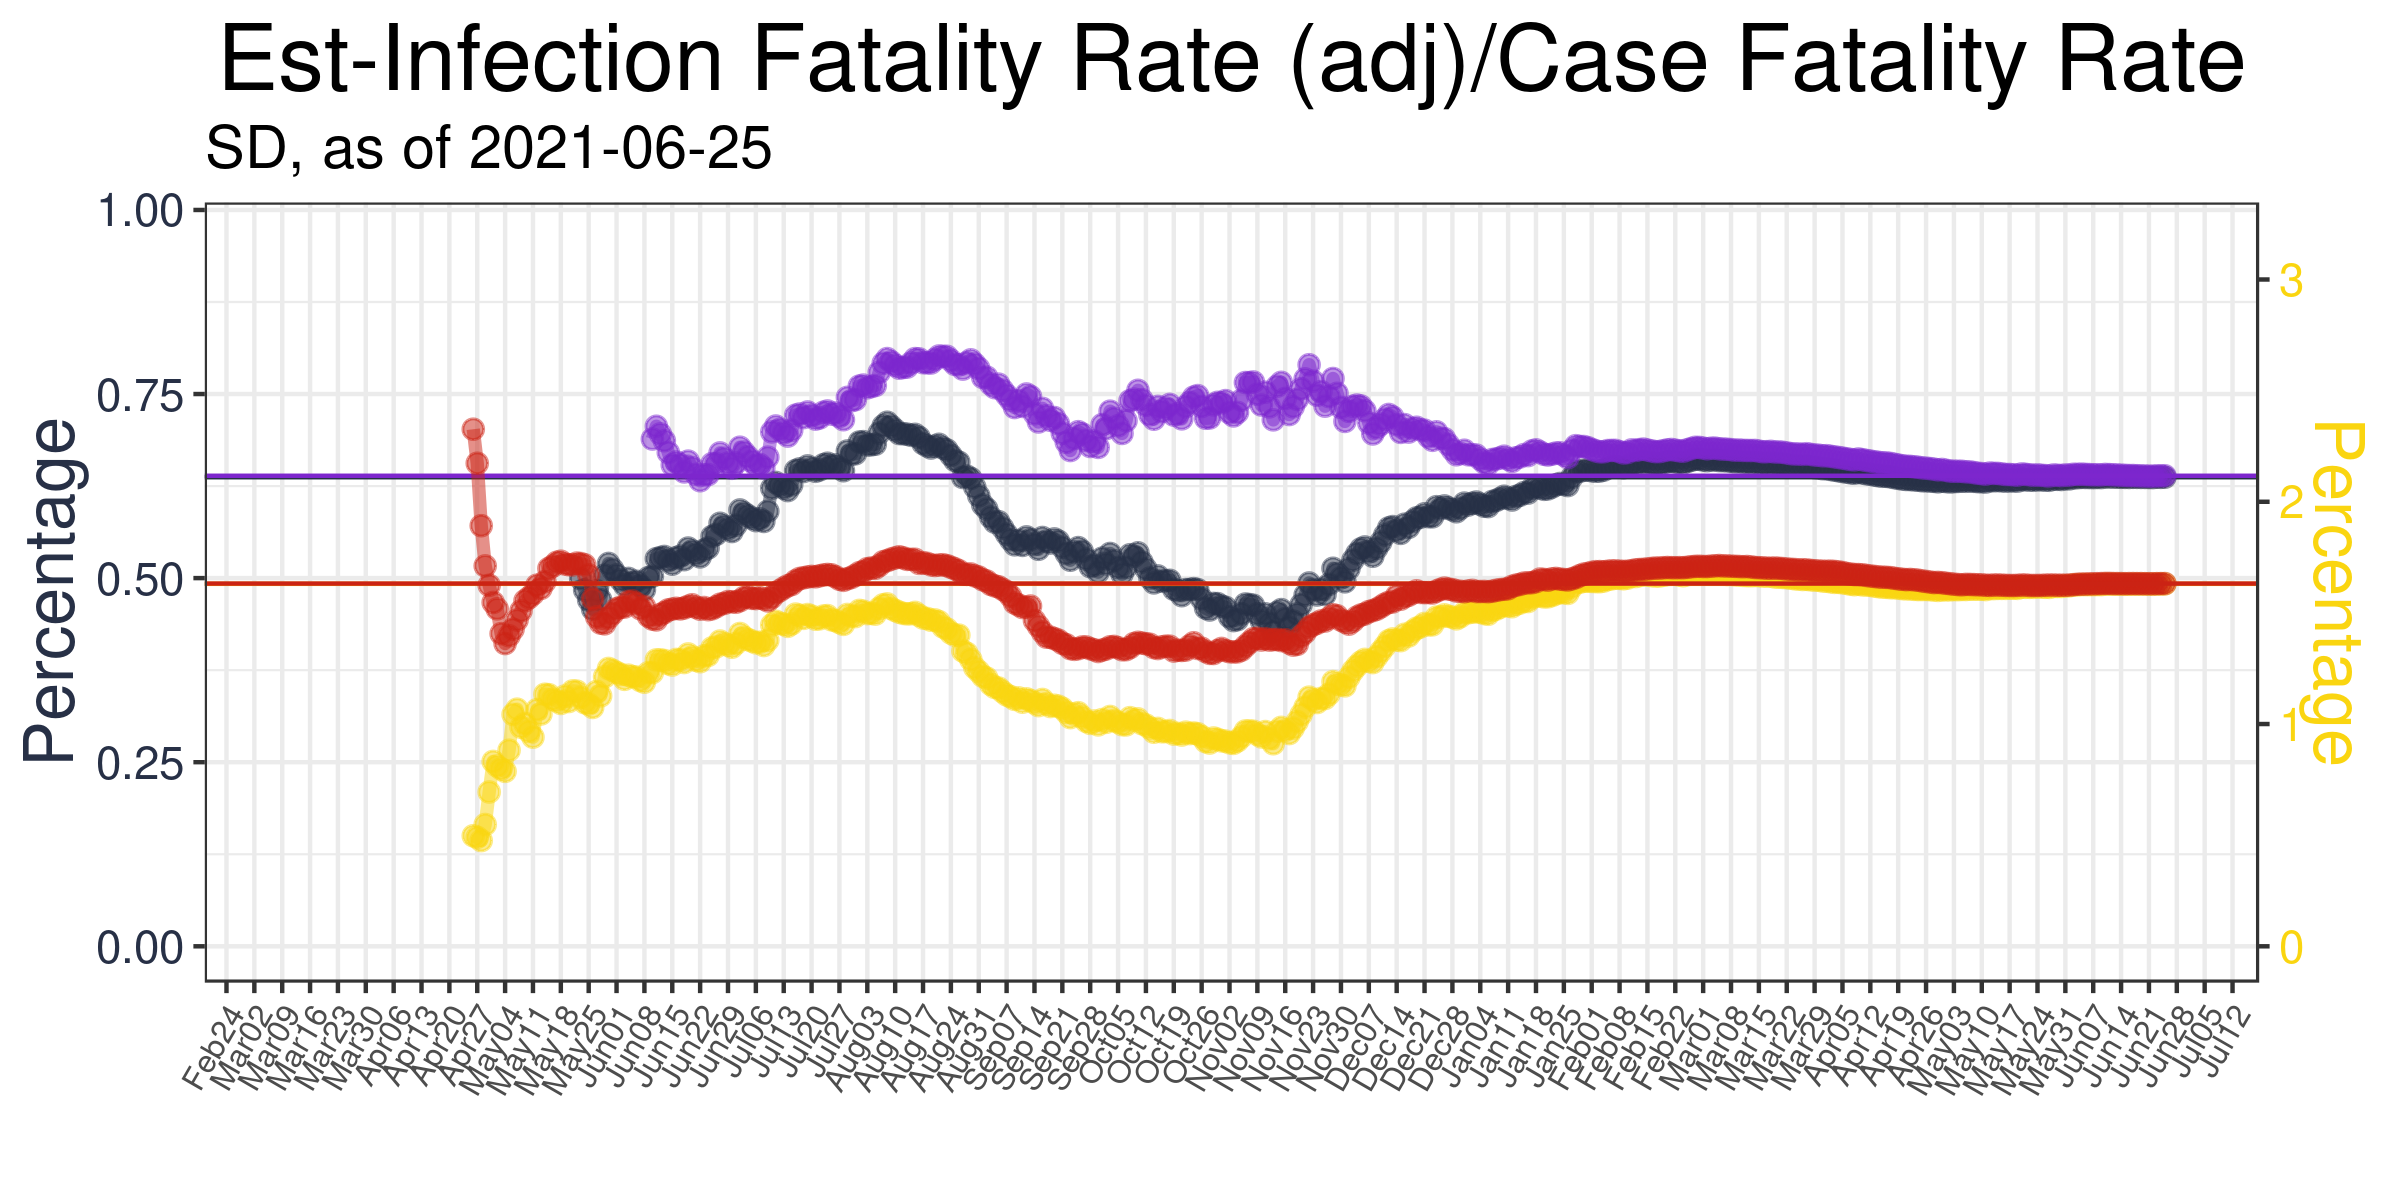 Est-Infection Fatality Rate (adj)/Case Fatality Rate
SD, as of 2021-06-25
Percentage
1.00
0.75
0.50
0.25
0.00
3
2
1
0
Percentage
Feb24
Mar02
Mar09
Mar16
Mar23
Mar30
Apr06
Apr13
Apr20
Apr27
May04
May11
May18
May25
Jun01
Jun08
Jun15
Jun22
Jun29
Jul06
Jul13
Jul20
Jul27
Aug03
Aug10
Aug17
Aug24
Aug31
Sep07
Sep14
Sep21
Sep28
Oct05
Oct12
Oct19
Oct26
Nov02
Nov09
Nov16
Nov23
Nov30
Dec07
Dec14
Dec21
Dec28
Jan04
Jan11
Jan18
Jan25
Feb01
Feb08
Feb15
Feb22
Mar01
Mar08
Mar15
Mar22
Mar29
Apr05
Apr12
Apr19
Apr26
May03
May10
May17
May24
May31
Jun07
Jun14
Jun21
Jun28
Jul05
Jul12